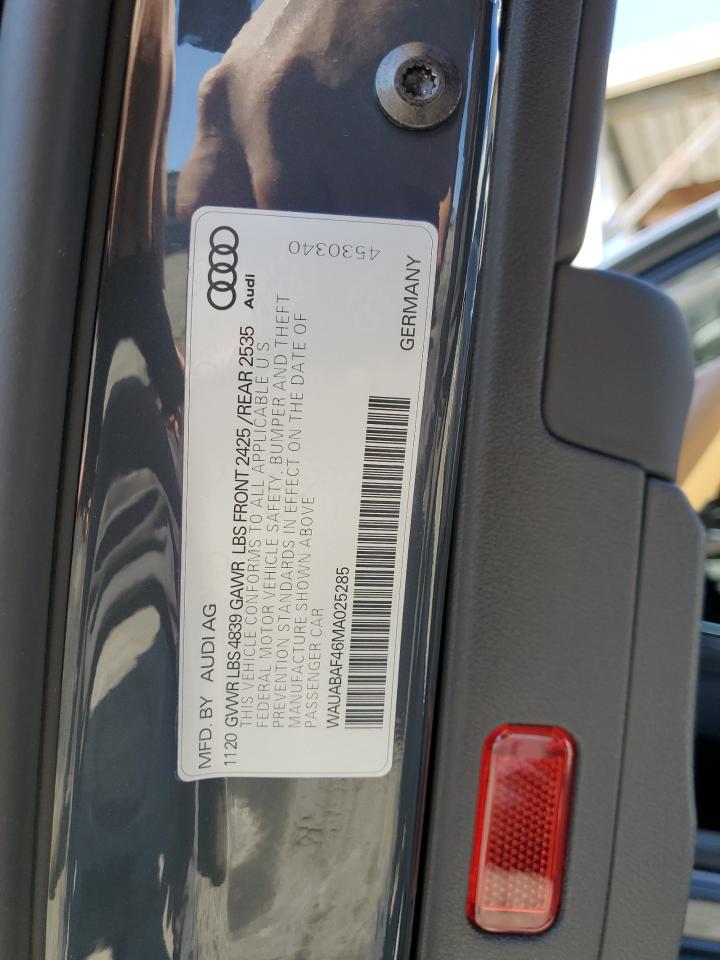 MFD. BY AUDI AG
Audi
1120 GVWR LBS 4839 GAWR LBS FRONT 2425 / REAR 2535
THIS VEHICLE CONFORMS TO ALL APPLICABLE U S.
FEDERAL MOTOR VEHICLE SAFETY, BUMPER AND THEFT
PREVENTION STANDARDS IN EFFECT ON THE DATE OF
MANUFACTURE SHOWN ABOVE
PASSENGER CAR
WAUABAF46MA025285
4530340
GERMANY